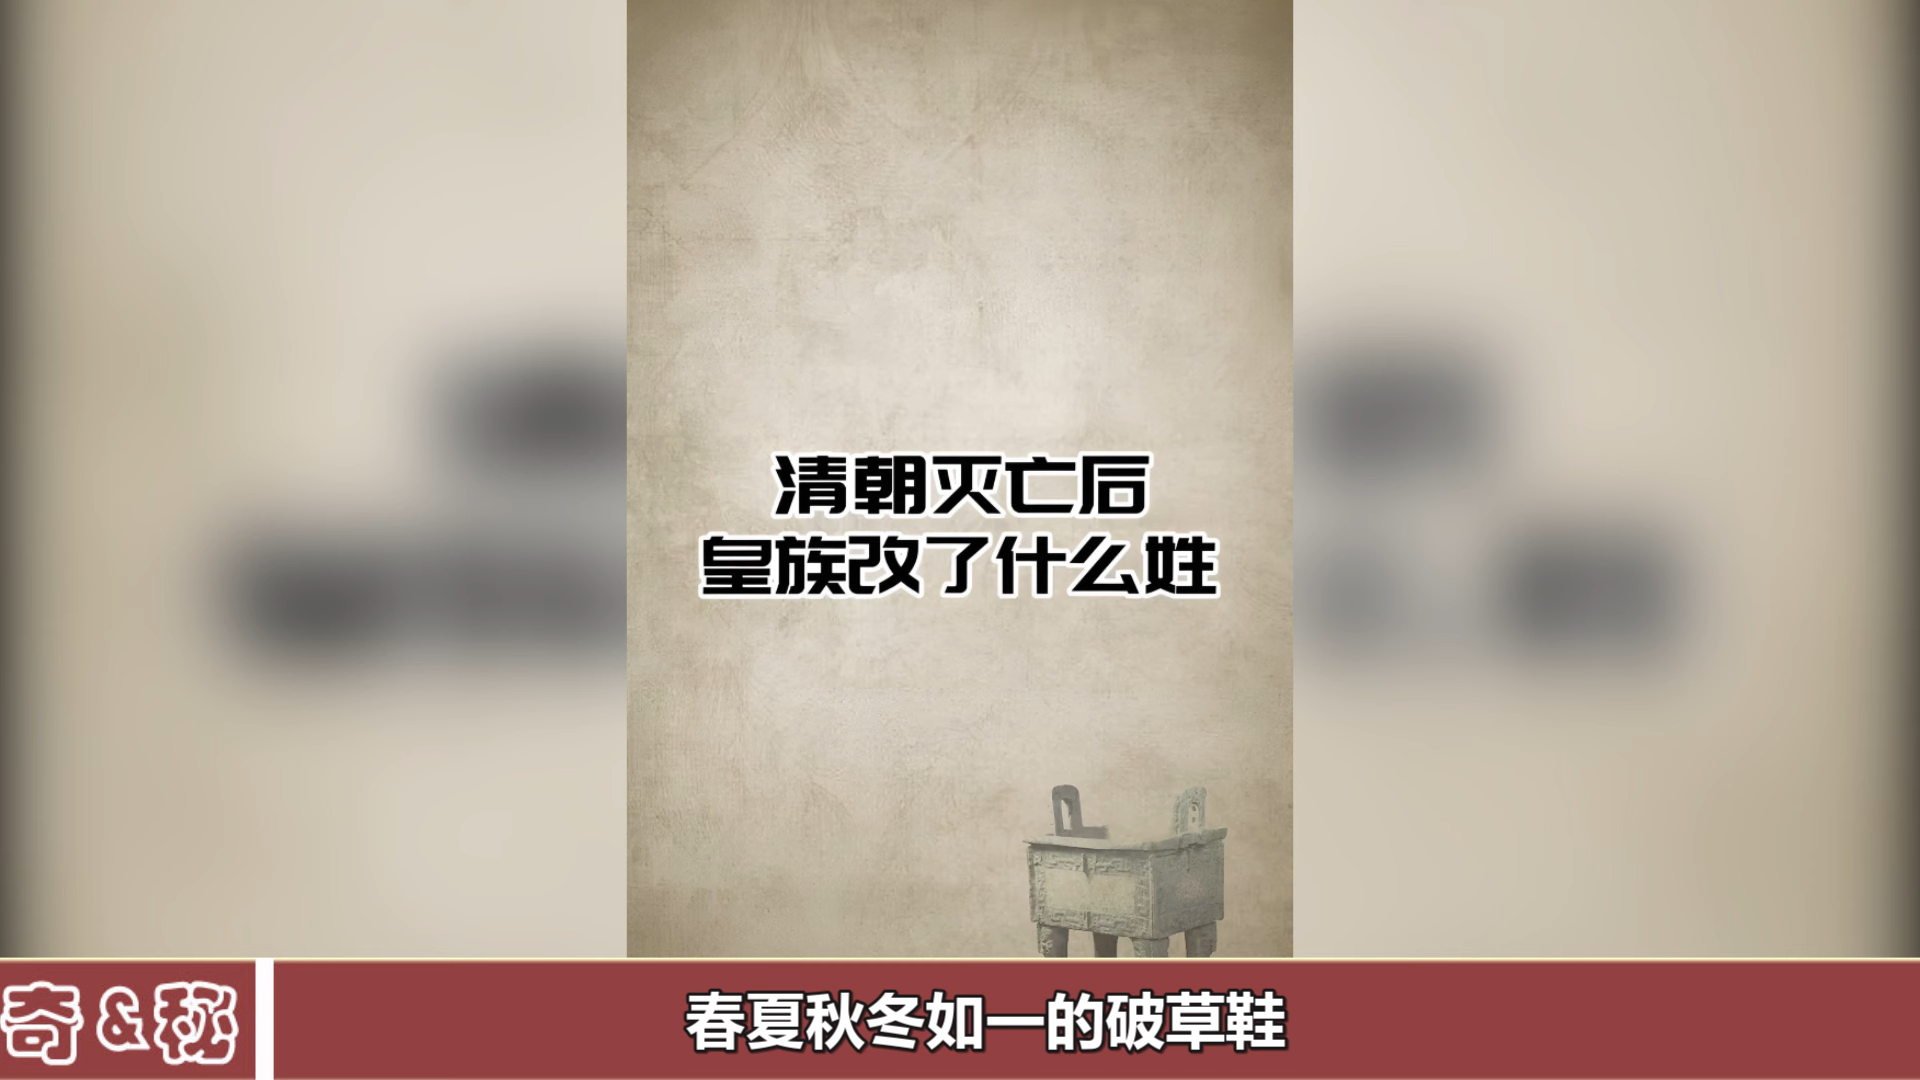 清朝灭亡后
皇族改了什么姓
奇&秘
春夏秋冬如一的破草鞋